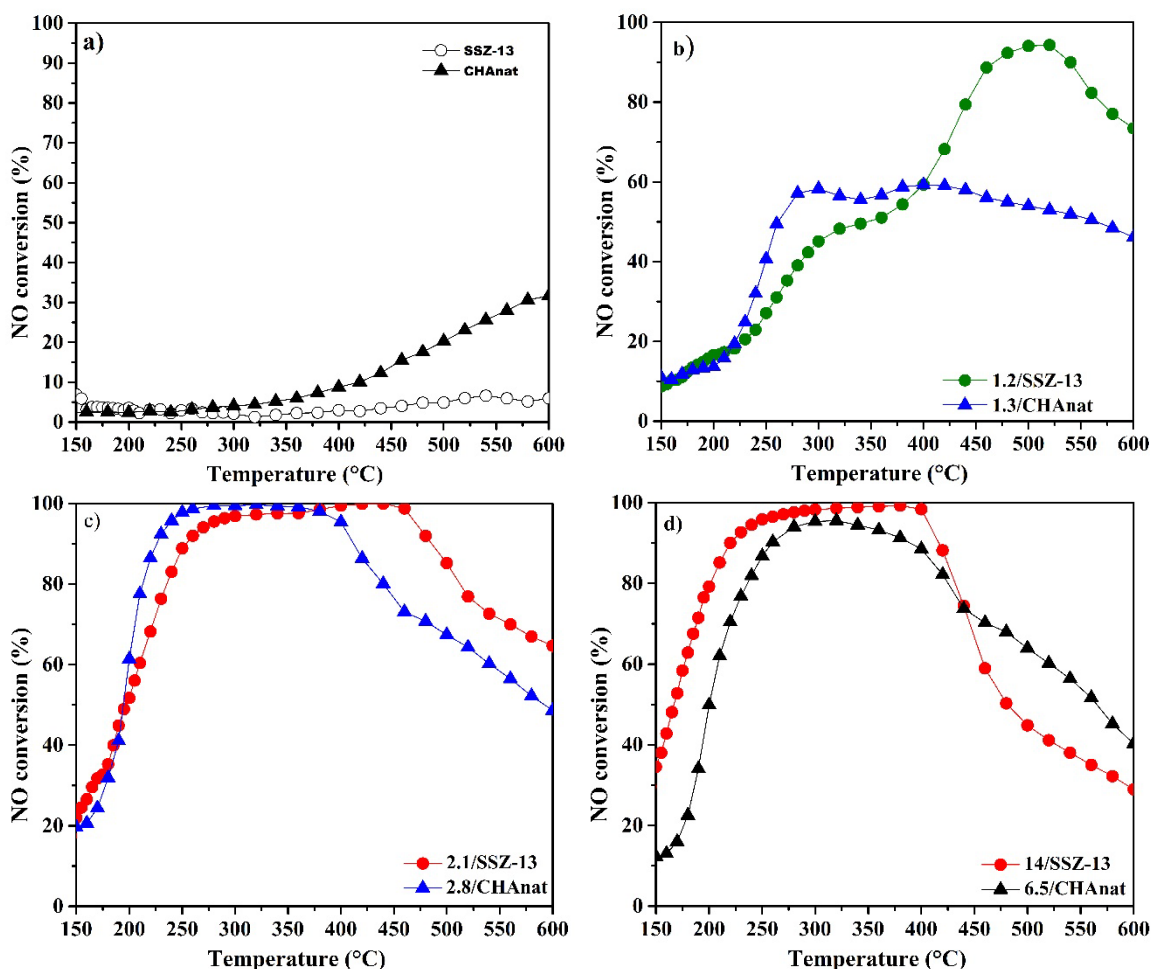 a)
SSZ-13
CHAnat
NO conversion (%)
100
90
80
70
60
50
40
30
20
10
0
150 200 250 300 350 400 450 500 550 600
Temperature (°C)
b)
1.2/SSZ-13
1.3/CHAnat
NO conversion (%)
100
80
60
40
20
0
150 200 250 300 350 400 450 500 550 600
Temperature (°C)
c)
2.1/SSZ-13
2.8/CHAnat
NO conversion (%)
100
80
60
40
20
0
150 200 250 300 350 400 450 500 550 600
Temperature (°C)
d)
14/SSZ-13
6.5/CHAnat
NO conversion (%)
100
80
60
40
20
0
150 200 250 300 350 400 450 500 550 600
Temperature (°C)